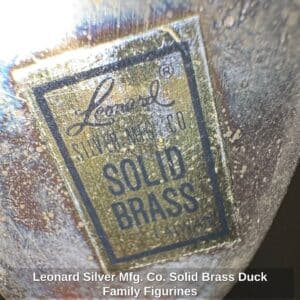 Leonard®
SILVER MFG. CO
SOLID
BRASS
Leonard Silver Mfg. Co. Solid Brass Duck
Family Figurines